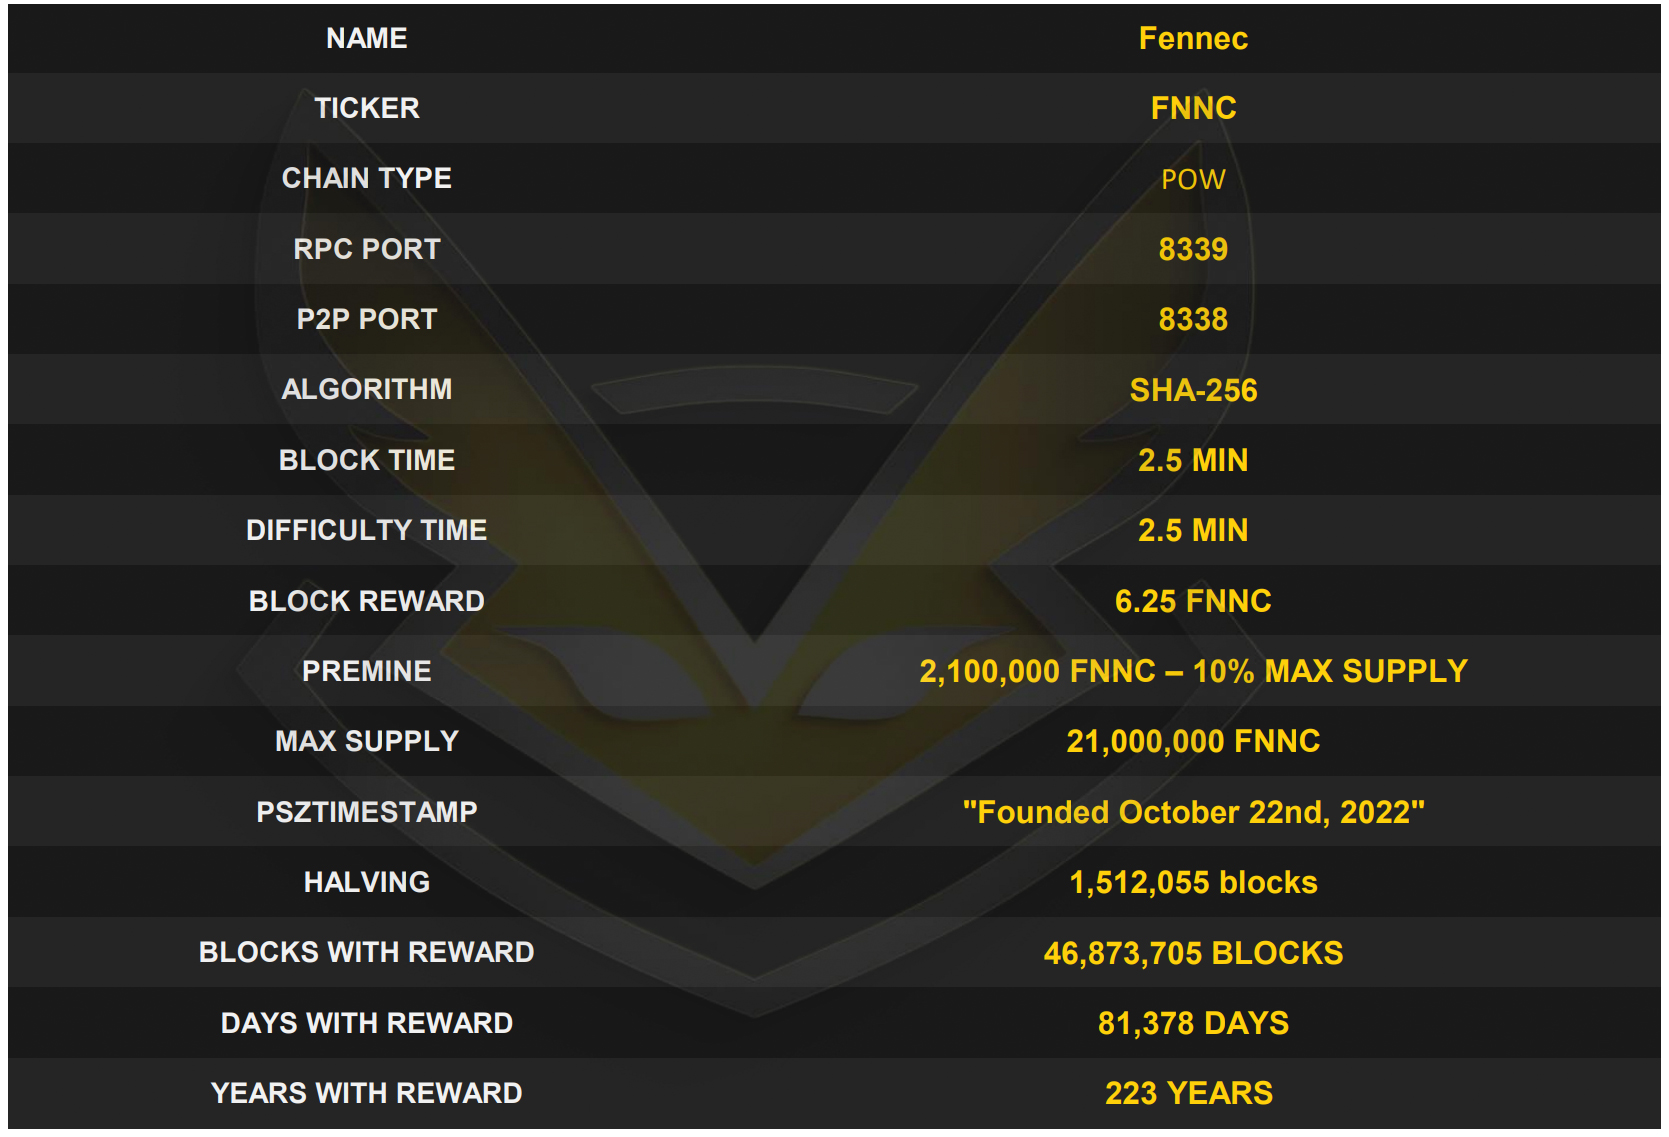 NAME Fennec
TICKER FNNC
CHAIN TYPE POW
RPC PORT 8339
P2P PORT 8338
ALGORITHM SHA-256
BLOCK TIME 2.5 MIN
DIFFICULTY TIME 2.5 MIN
BLOCK REWARD 6.25 FNNC
PREMINE 2,100,000 FNNC – 10% MAX SUPPLY
MAX SUPPLY 21,000,000 FNNC
PSZTIMESTAMP "Founded October 22nd, 2022"
HALVING 1,512,055 blocks
BLOCKS WITH REWARD 46,873,705 BLOCKS
DAYS WITH REWARD 81,378 DAYS
YEARS WITH REWARD 223 YEARS